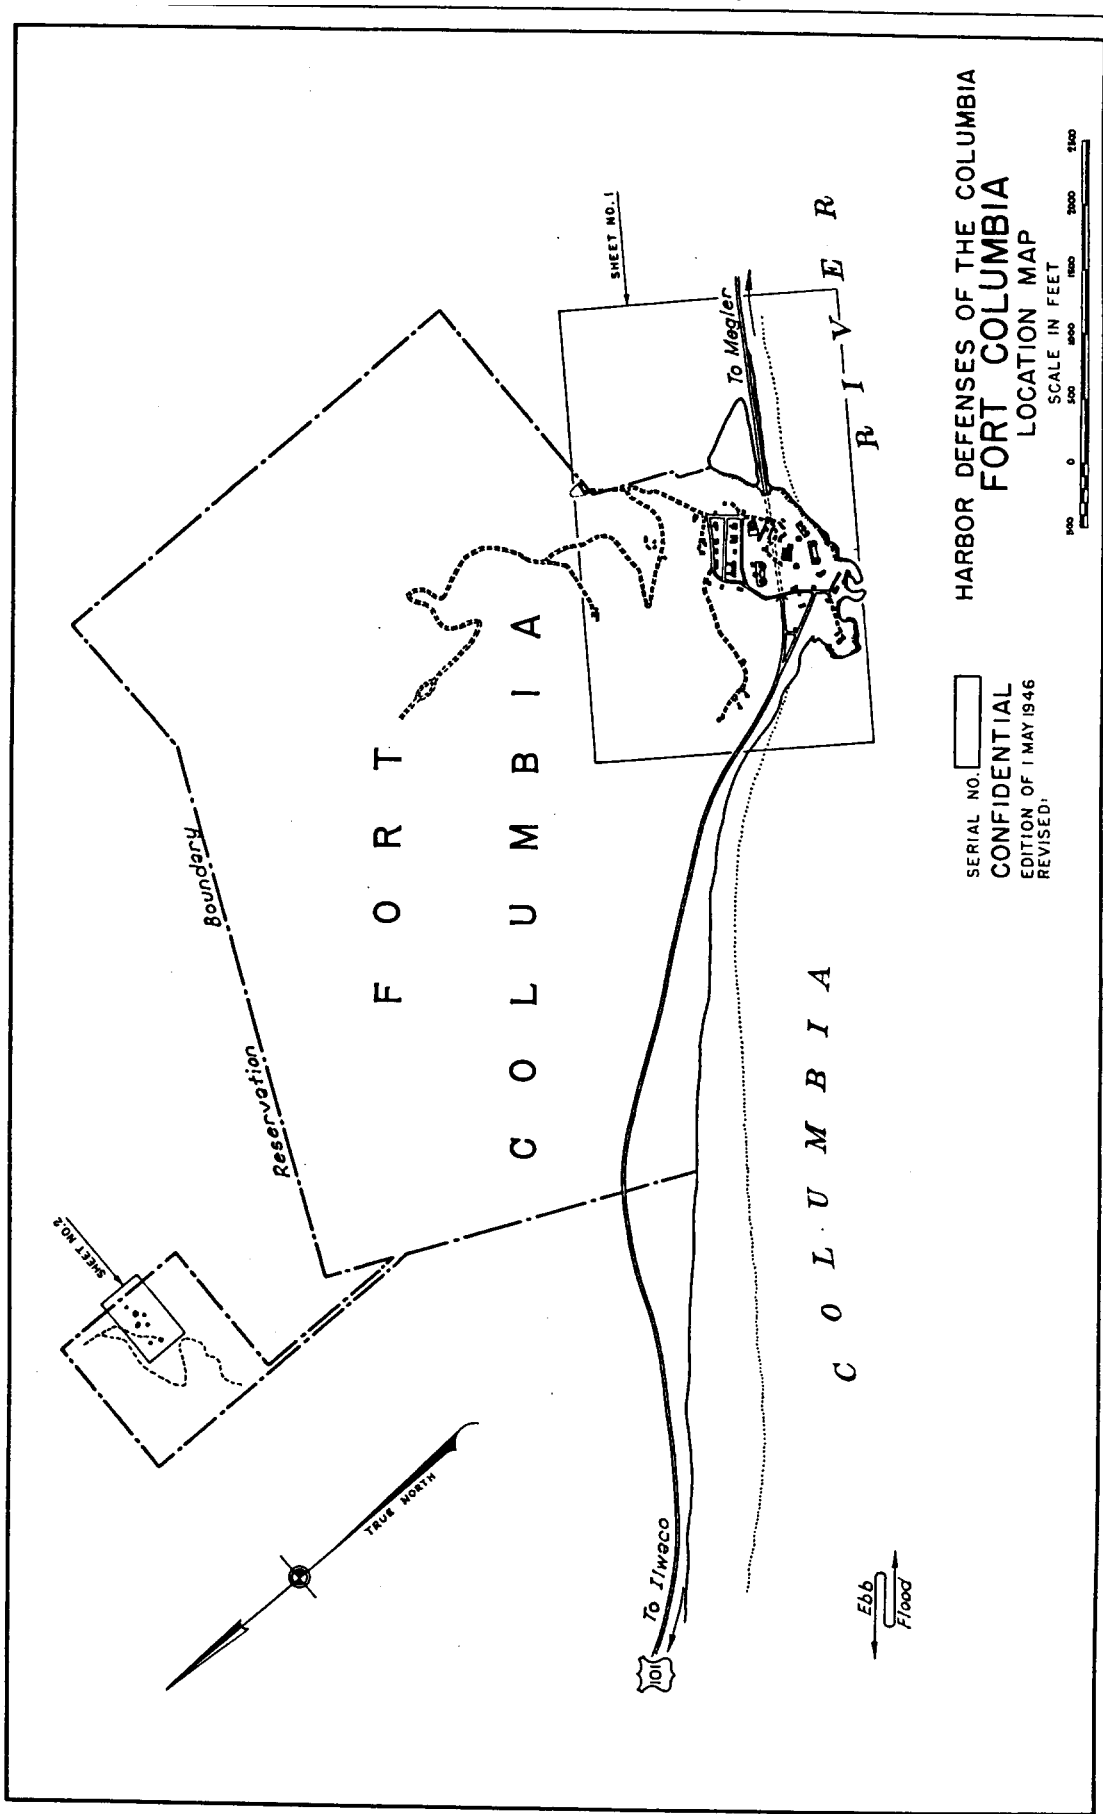 SHEET NO.2
Reservation Boundary
FORT
COLUMBIA
SHEET NO.1
TRUE NORTH
101
To Ilwaco
To Megler
COLUMBIA RIVER
Ebb
Flood
SERIAL NO.
CONFIDENTIAL
EDITION OF 1 MAY 1946
REVISED:
HARBOR DEFENSES OF THE COLUMBIA
FORT COLUMBIA
LOCATION MAP
SCALE IN FEET
500 0 500 1000 1500 2000 2500